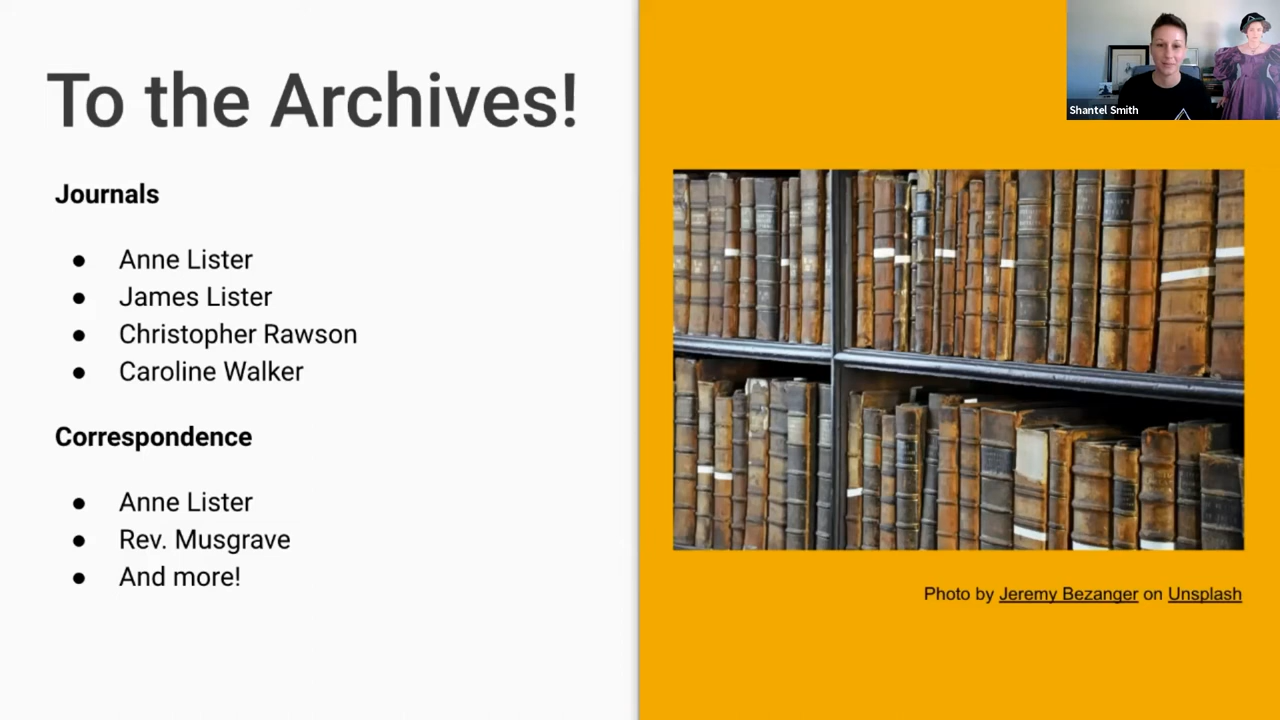 To the Archives!
Journals
● Anne Lister
● James Lister
● Christopher Rawson
● Caroline Walker
Correspondence
● Anne Lister
● Rev. Musgrave
● And more!
Shantel Smith
Photo by Jeremy Bezanger on Unsplash